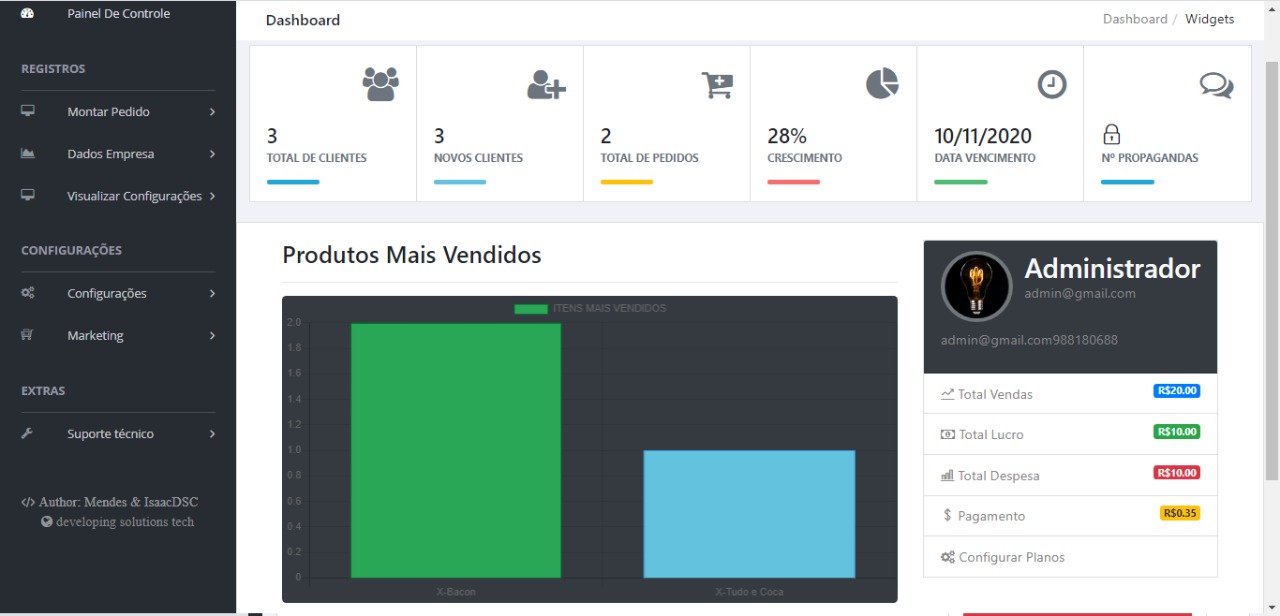 Painel De Controle
REGISTROS
Montar Pedido
Dados Empresa
Visualizar Configurações
CONFIGURAÇÕES
Configurações
Marketing
EXTRAS
Suporte técnico
</> Author: Mendes & IsaacDSC
developing solutions tech
Dashboard
Dashboard / Widgets
3
TOTAL DE CLIENTES
3
NOVOS CLIENTES
2
TOTAL DE PEDIDOS
28%
CRESCIMENTO
10/11/2020
DATA VENCIMENTO
Nº PROPAGANDAS
Produtos Mais Vendidos
ITENS MAIS VENDIDOS
2.0
1.8
1.6
1.4
1.2
1.0
0.8
0.6
0.4
0.2
0
X-Bacon
X-Tudo e Coca
Administrador
admin@gmail.com
admin@gmail.com988180688
Total Vendas R$20.00
Total Lucro R$10.00
Total Despesa R$10.00
Pagamento R$0.35
Configurar Planos